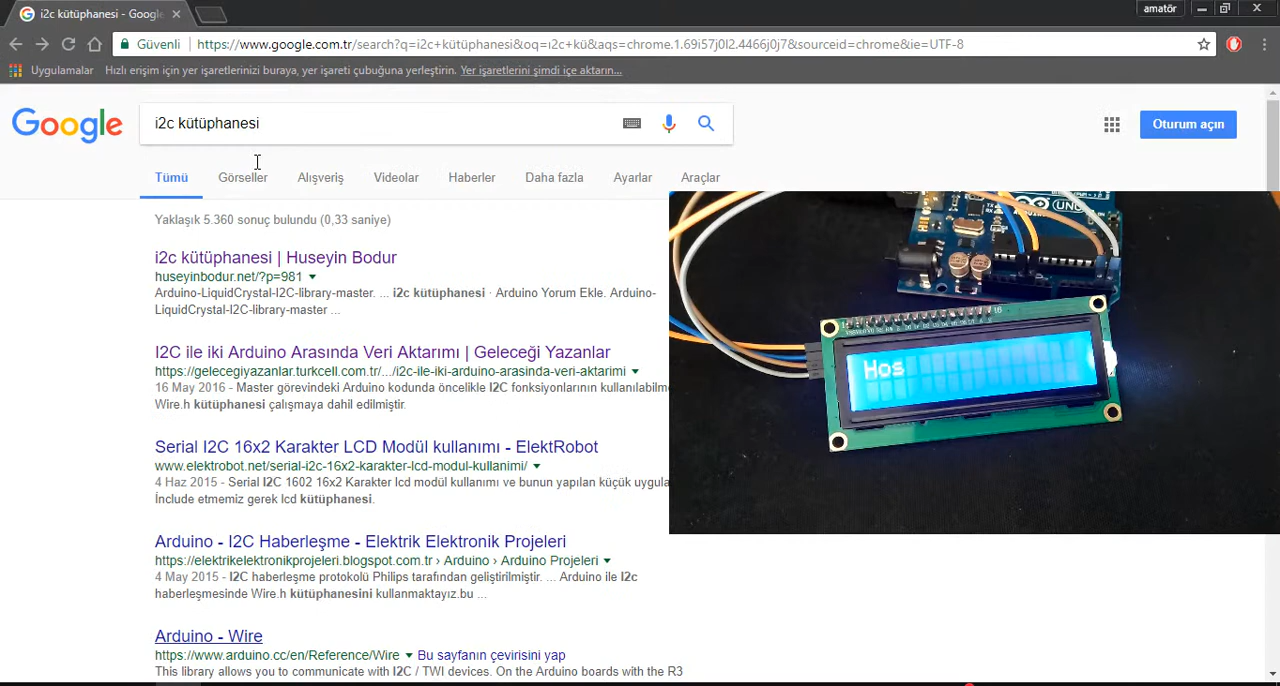 i2c kütüphanesi - Goog
amatör
Güvenli
https://www.google.com.tr/search?q=i2c+kütüphanesi&oq=ı2c+kü&aqs=chrome.1.69i57j0l2.4466j0j7&sourceid=chrome&ie=UTF-8
Uygulamalar
Hızlı erişim için yer işaretlerinizi buraya, yer işareti çubuğuna yerleştirin.
Yer işaretlerini şimdi içe aktarın...
Google
i2c kütüphanesi
Oturum açın
Tümü
Görseller
Alışveriş
Videolar
Haberler
Daha fazla
Ayarlar
Araçlar
Yaklaşık 5.360 sonuç bulundu (0,33 saniye)
i2c kütüphanesi | Huseyin Bodur
huseyinbodur.net/?p=981
Arduino-LiquidCrystal-I2C-library-master. ... i2c kütüphanesi · Arduino Yorum Ekle. Arduino-
LiquidCrystal-I2C-library-master ...
I2C ile iki Arduino Arasında Veri Aktarımı | Geleceği Yazanlar
https://gelecegiyazanlar.turkcell.com.tr/.../i2c-ile-iki-arduino-arasinda-veri-aktarimi
16 May 2016 - Master görevindeki Arduino kodunda öncelikle I2C fonksiyonlarının kullanılabilme
Wire.h kütüphanesi çalışmaya dahil edilmiştir.
Serial I2C 16x2 Karakter LCD Modül kullanımı - ElektRobot
www.elektrobot.net/serial-i2c-16x2-karakter-lcd-modul-kullanimi/
4 Haz 2015 - Serial I2C 1602 16x2 Karakter lcd modül kullanımı ve bunun yapılan küçük uygula
İnclude etmemiz gerek lcd kütüphanesi.
Arduino - I2C Haberleşme - Elektrik Elektronik Projeleri
https://elektrikelektronikprojeleri.blogspot.com.tr › Arduino › Arduino Projeleri
4 May 2015 - I2C haberleşme protokolü Philips tarafından geliştirilmiştir. ... Arduino ile I2c
haberleşmesinde Wire.h kütüphanesini kullanmaktayız.bu ...
Arduino - Wire
https://www.arduino.cc/en/Reference/Wire
Bu sayfanın çevirisini yap
This library allows you to communicate with I2C / TWI devices. On the Arduino boards with the R3
UNO
TX
RX
16
Hos